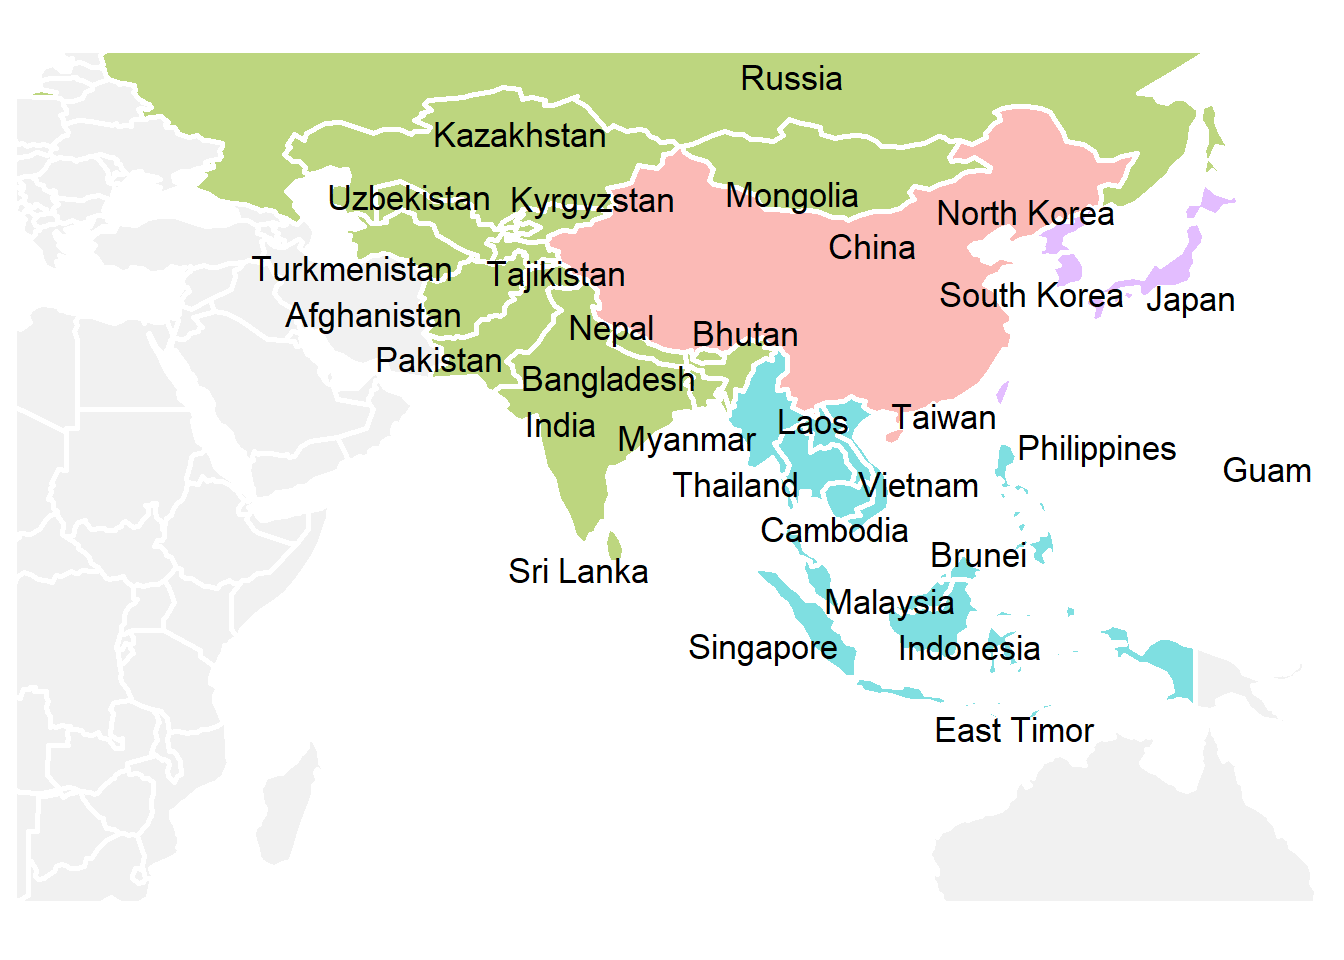 Russia
Kazakhstan
Uzbekistan
Kyrgyzstan
Mongolia
North Korea
China
Turkmenistan
Tajikistan
South Korea
Japan
Afghanistan
Nepal
Bhutan
Pakistan
Bangladesh
India
Myanmar
Laos
Taiwan
Philippines
Guam
Thailand
Vietnam
Cambodia
Brunei
Sri Lanka
Malaysia
Singapore
Indonesia
East Timor